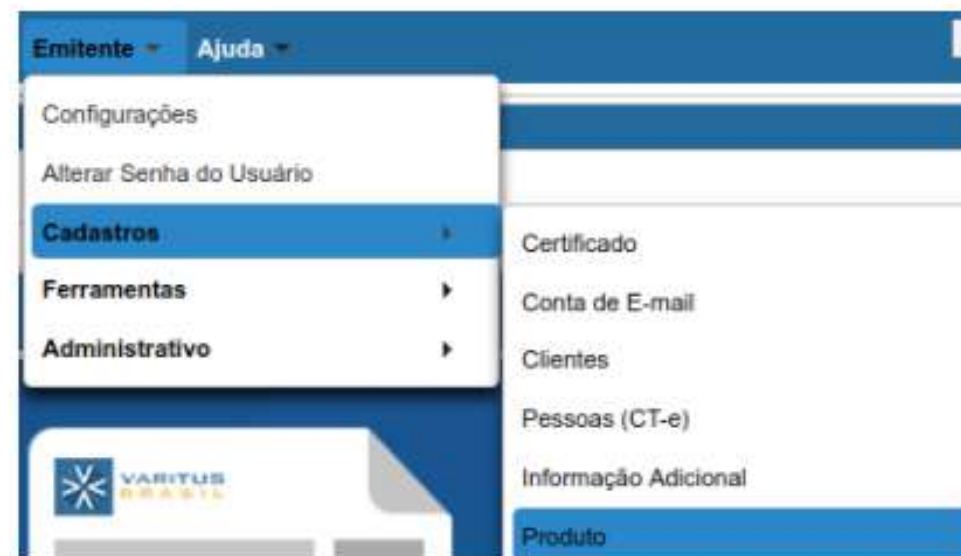 Emitente Ajuda
Configurações
Alterar Senha do Usuário
Cadastros
Ferramentas
Administrativo
Certificado
Conta de E-mail
Clientes
Pessoas (CT-e)
Informação Adicional
Produto
VARITUS
BRASIL